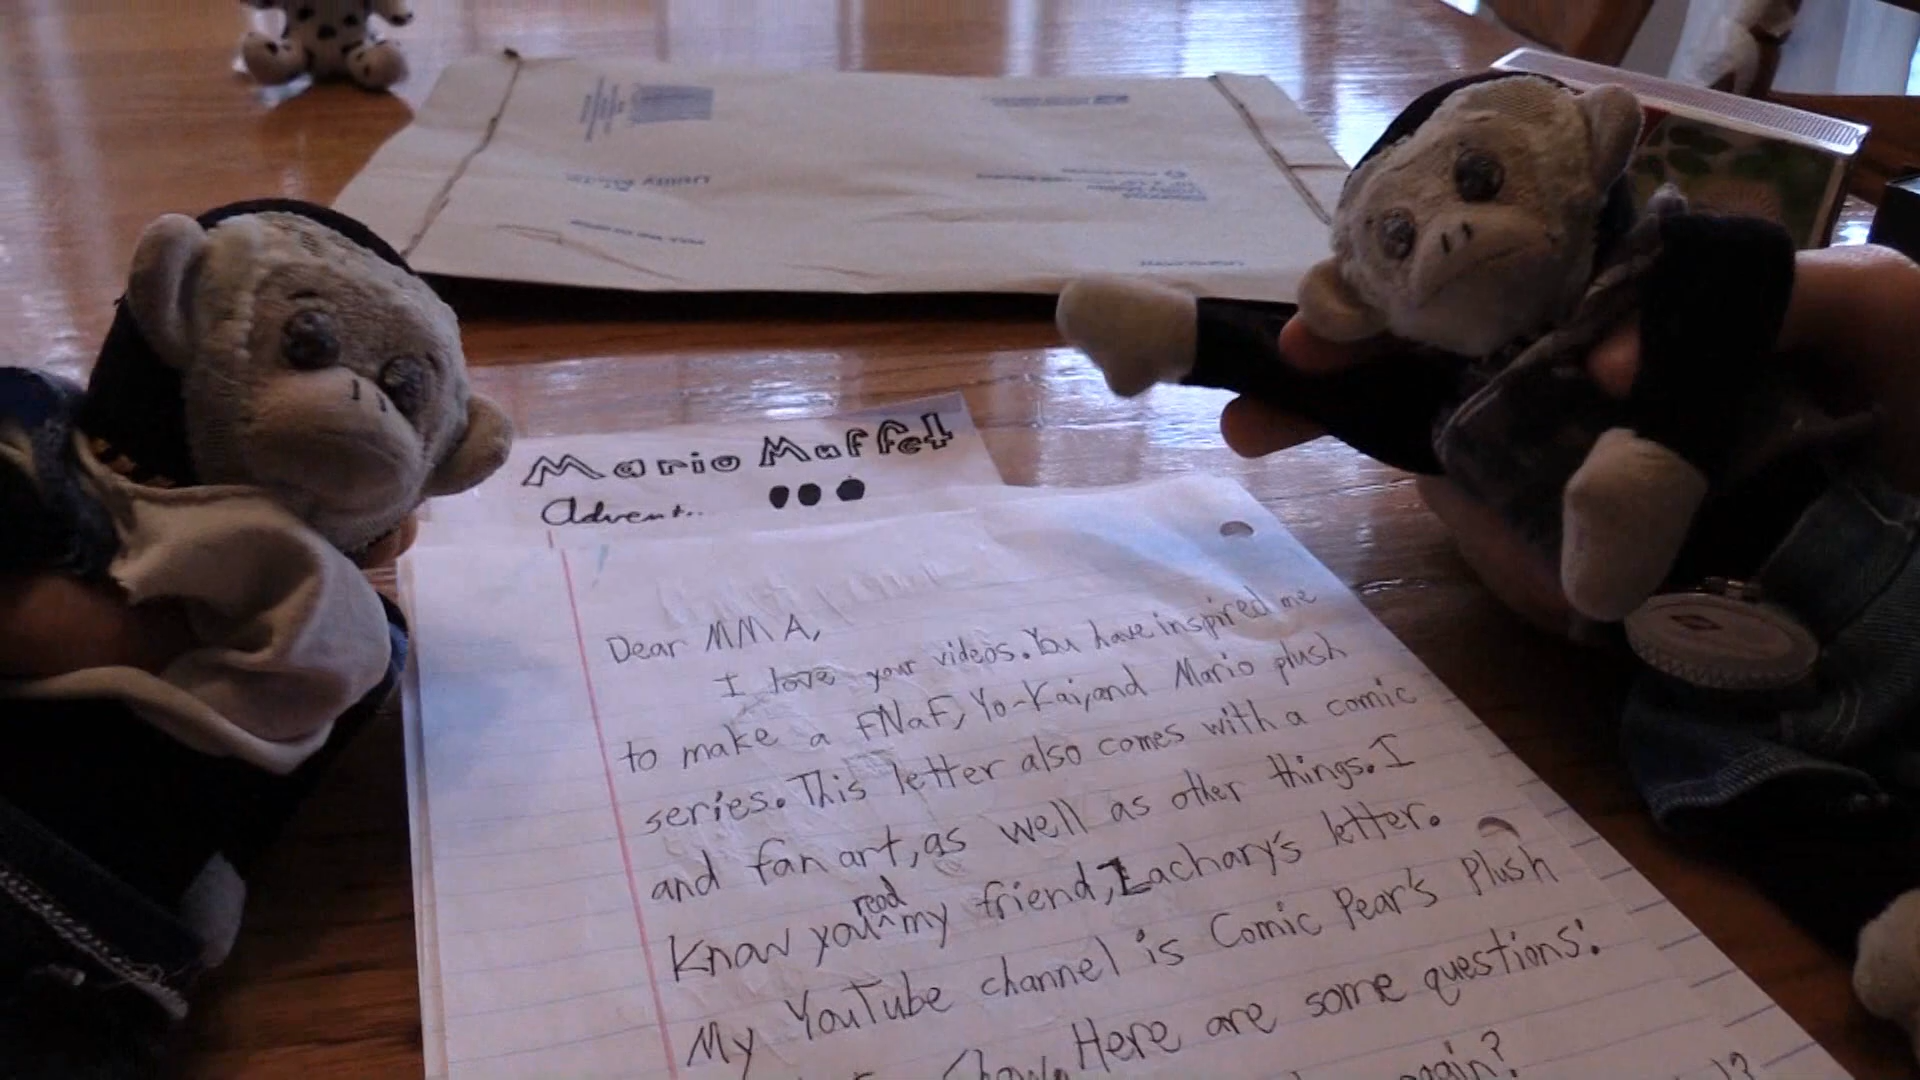 Mario Maffet
Advent..
Dear MMA,
I love your videos. You have inspired me
to make a FNaF, Yo-Kai, and Mario plush
series. This letter also comes with a comic
and fan art, as well as other things. I
Know you read my friend, Zachary's letter.
My YouTube channel is Comic Pear's Plush
Show. Here are some questions:
again?